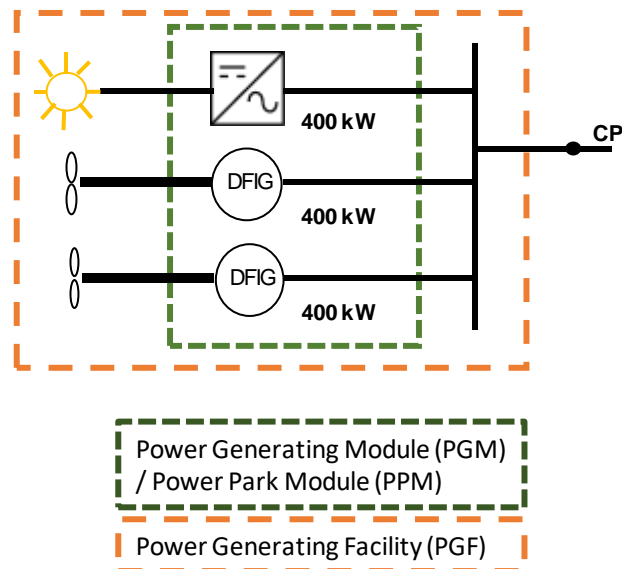 400 kW
CP
DFIG
400 kW
DFIG
400 kW
Power Generating Module (PGM)
/ Power Park Module (PPM)
Power Generating Facility (PGF)